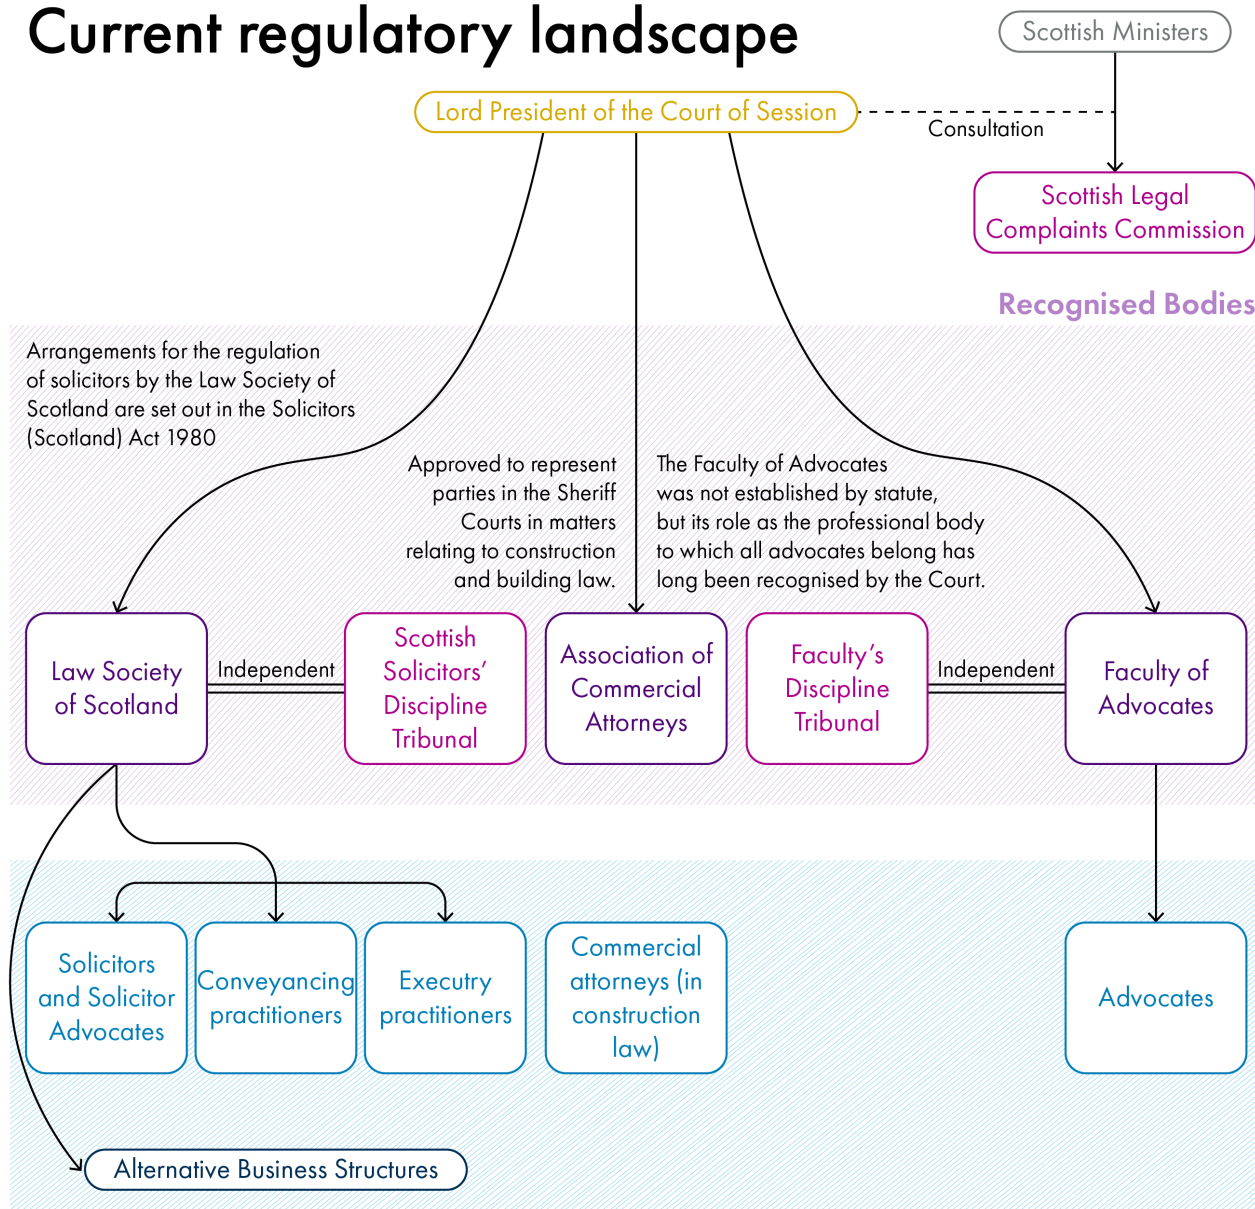 Current regulatory landscape
Scottish Ministers
Lord President of the Court of Session
Consultation
Scottish Legal
Complaints Commission
Recognised Bodies
Arrangements for the regulation
of solicitors by the Law Society of
Scotland are set out in the Solicitors
(Scotland) Act 1980
Approved to represent
parties in the Sheriff
Courts in matters
relating to construction
and building law.
The Faculty of Advocates
was not established by statute,
but its role as the professional body
to which all advocates belong has
long been recognised by the Court.
Law Society
of Scotland
Independent
Scottish
Solicitors’
Discipline
Tribunal
Association of
Commercial
Attorneys
Faculty’s
Discipline
Tribunal
Independent
Faculty of
Advocates
Solicitors
and Solicitor
Advocates
Conveyancing
practitioners
Executry
practitioners
Commercial
attorneys (in
construction
law)
Advocates
Alternative Business Structures